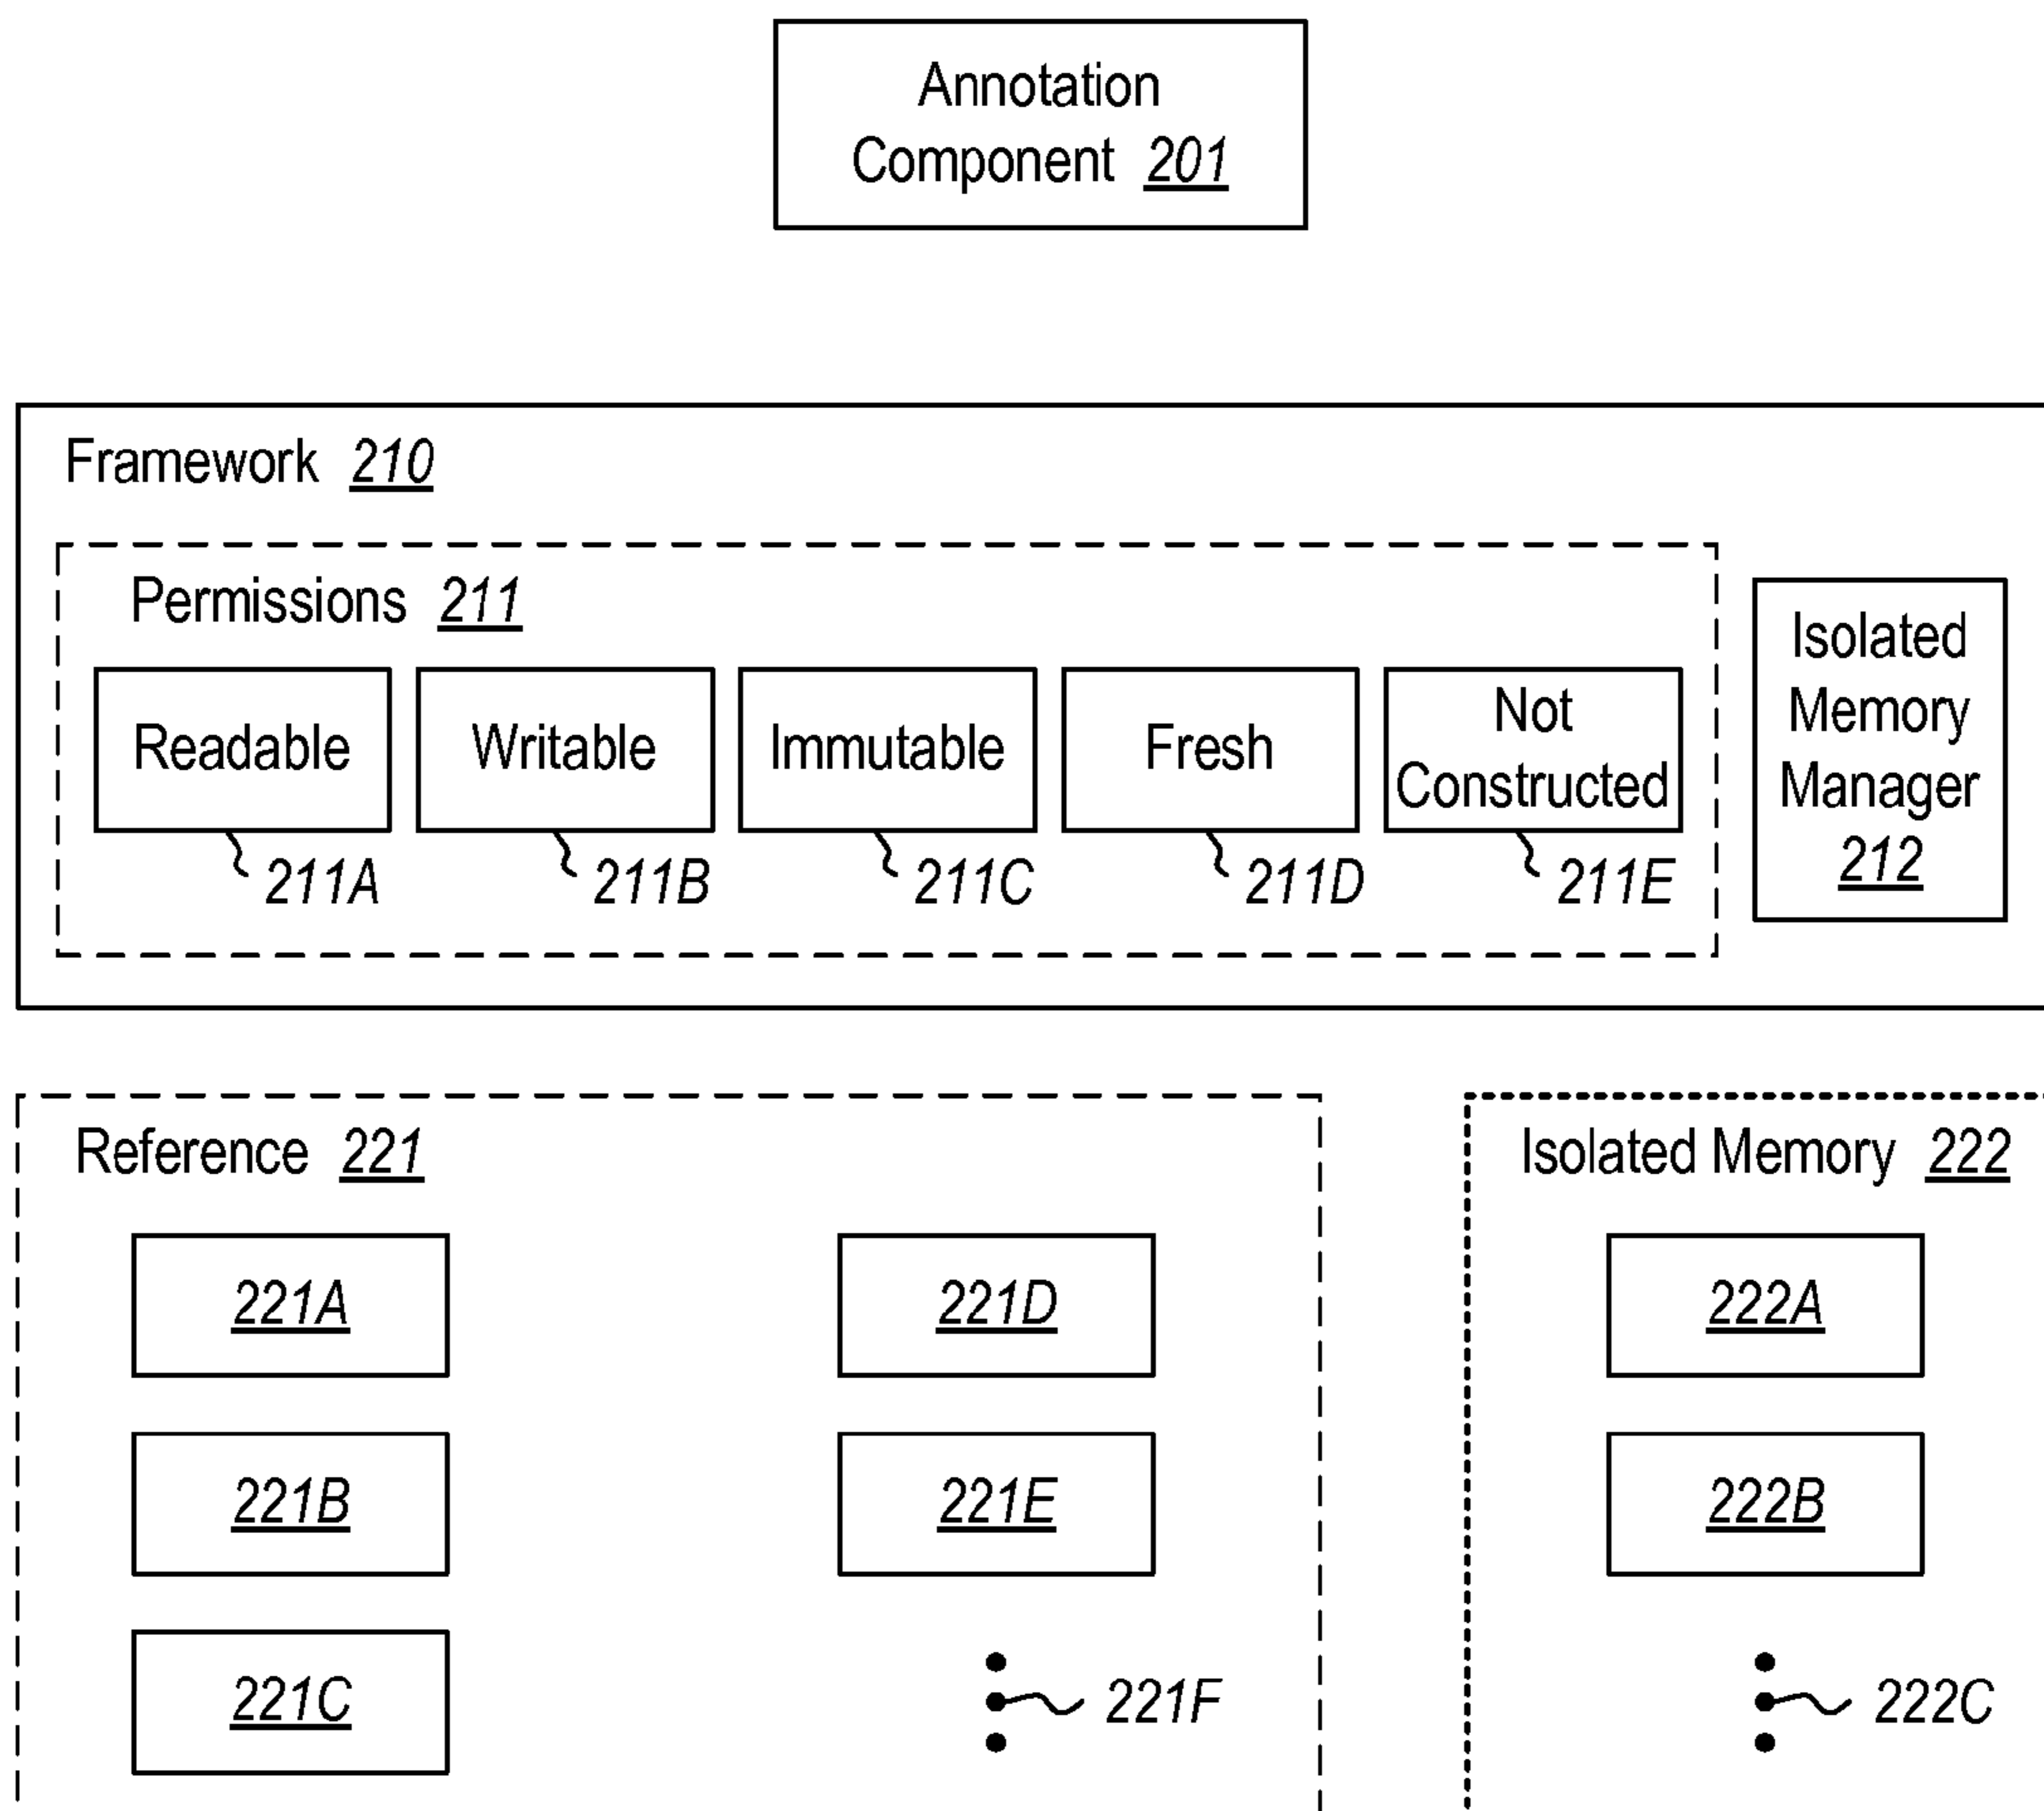 Annotation
Component 201
Framework 210
Permissions 211
Readable
Writable
Immutable
Fresh
Not
Constructed
211A
211B
211C
211D
211E
Isolated
Memory
Manager
212
Reference 221
221A
221D
221B
221E
221C
221F
Isolated Memory 222
222A
222B
222C